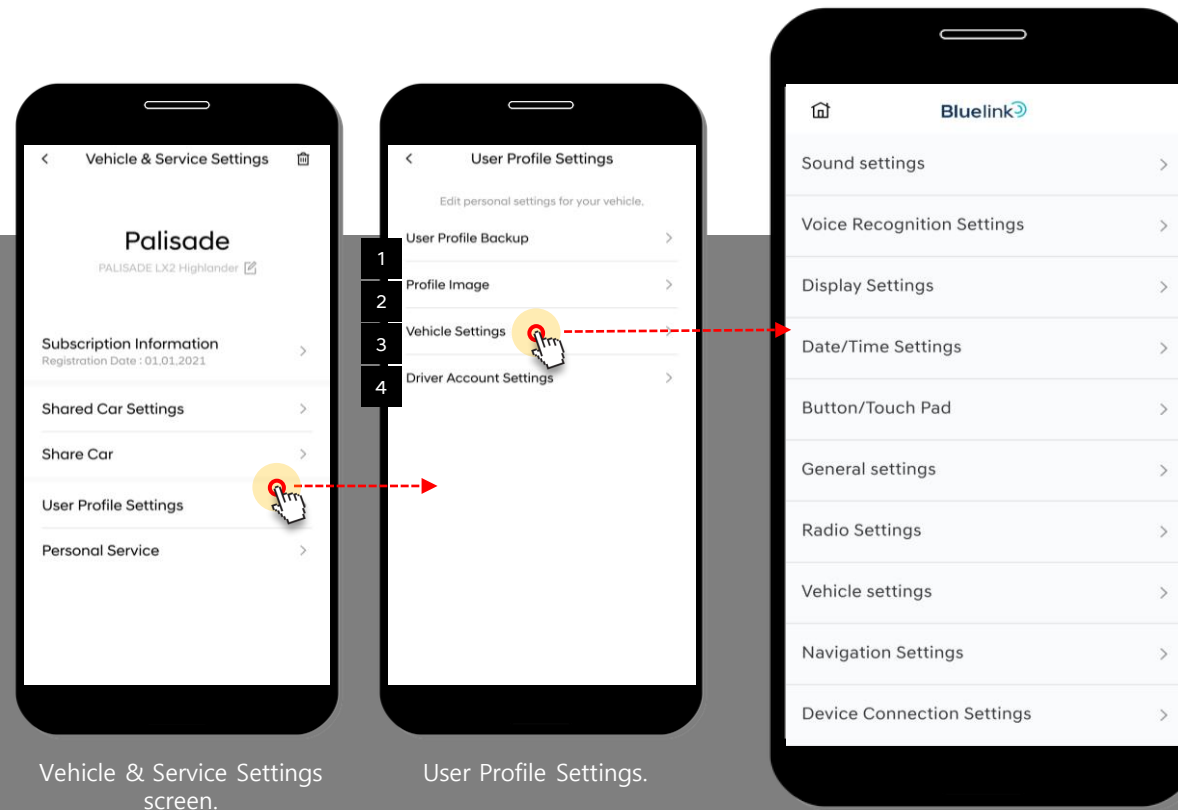 Vehicle & Service Settings
Palisade
PALISADE LX2 Highlander
Subscription Information
Registration Date : 01,01,2021
Shared Car Settings
Share Car
User Profile Settings
Personal Service
Vehicle & Service Settings
screen.
User Profile Settings
Edit personal settings for your vehicle.
User Profile Backup
1
Profile Image
2
Vehicle Settings
3
Driver Account Settings
4
User Profile Settings.
Bluelink
Sound settings
Voice Recognition Settings
Display Settings
Date/Time Settings
Button/Touch Pad
General settings
Radio Settings
Vehicle settings
Navigation Settings
Device Connection Settings